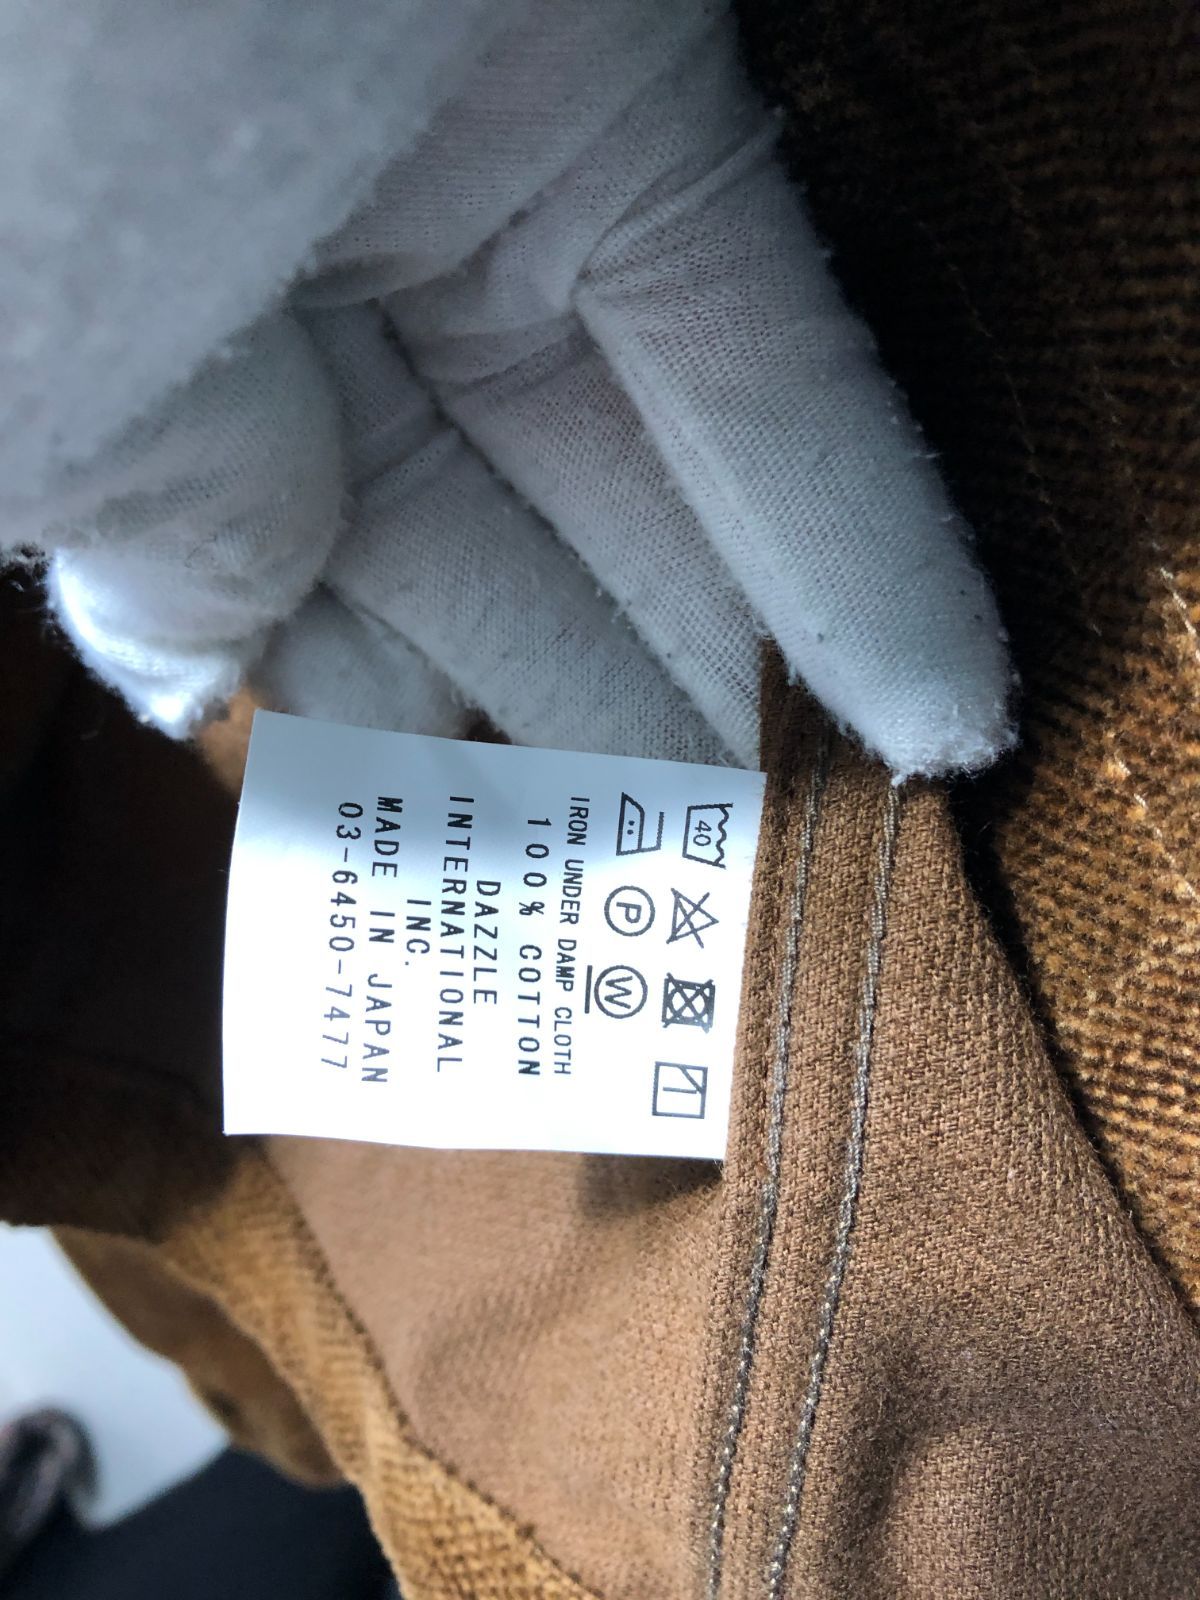 40
P W
IRON UNDER DAMP CLOTH
100% COTTON
DAZZLE
INTERNATIONAL
INC.
MADE IN JAPAN
03-6450-7477